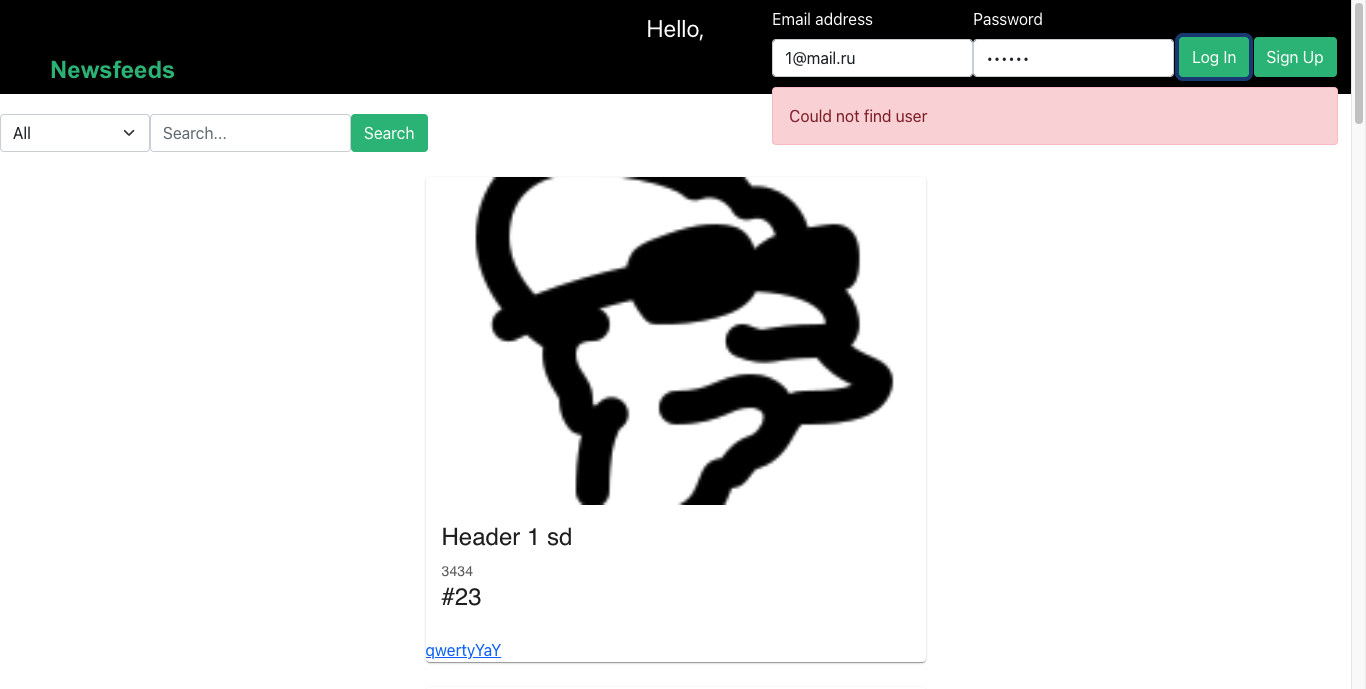 Hello,
Email address
Password
Newsfeeds
1@mail.ru
••••••
Log In
Sign Up
Could not find user
All
Search...
Search
Header 1 sd
3434
#23
qwertyYaY